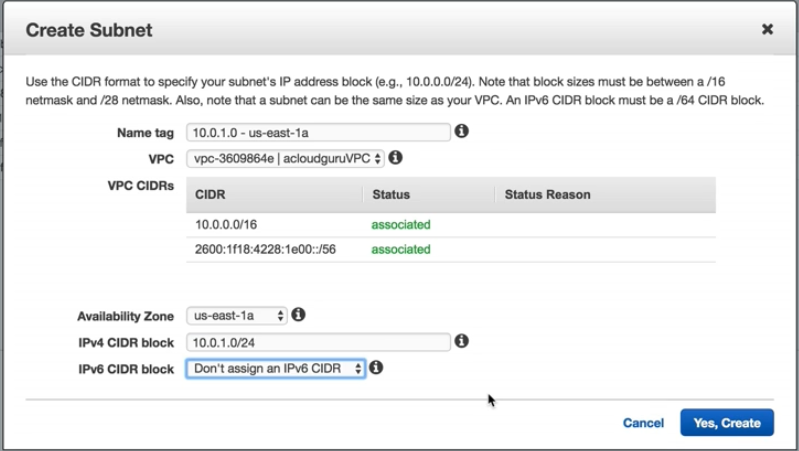 Create Subnet
Use the CIDR format to specify your subnet's IP address block (e.g., 10.0.0.0/24). Note that block sizes must be between a /16
netmask and /28 netmask. Also, note that a subnet can be the same size as your VPC. An IPv6 CIDR block must be a /64 CIDR block.
Name tag 10.0.1.0 - us-east-1a
VPC vpc-3609864e | acloudguruVPC
VPC CIDRs CIDR Status Status Reason
10.0.0.0/16 associated
2600:1f18:4228:1e00::/56 associated
Availability Zone us-east-1a
IPv4 CIDR block 10.0.1.0/24
IPv6 CIDR block Don't assign an IPv6 CIDR
Cancel Yes, Create